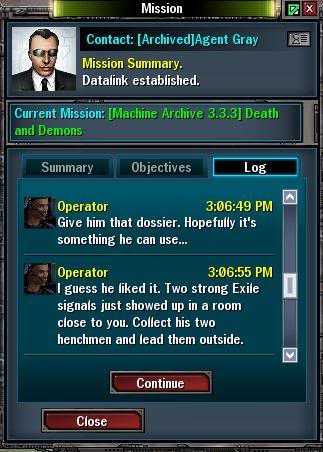 Mission
Contact: [Archived]Agent Gray
Mission Summary.
Datalink established.
Current Mission: [Machine Archive 3.3.3] Death
and Demons
Summary Objectives Log
Operator 3:06:49 PM
Give him that dossier. Hopefully it's
something he can use...
Operator 3:06:55 PM
I guess he liked it. Two strong Exile
signals just showed up in a room
close to you. Collect his two
henchmen and lead them outside.
Continue
Close